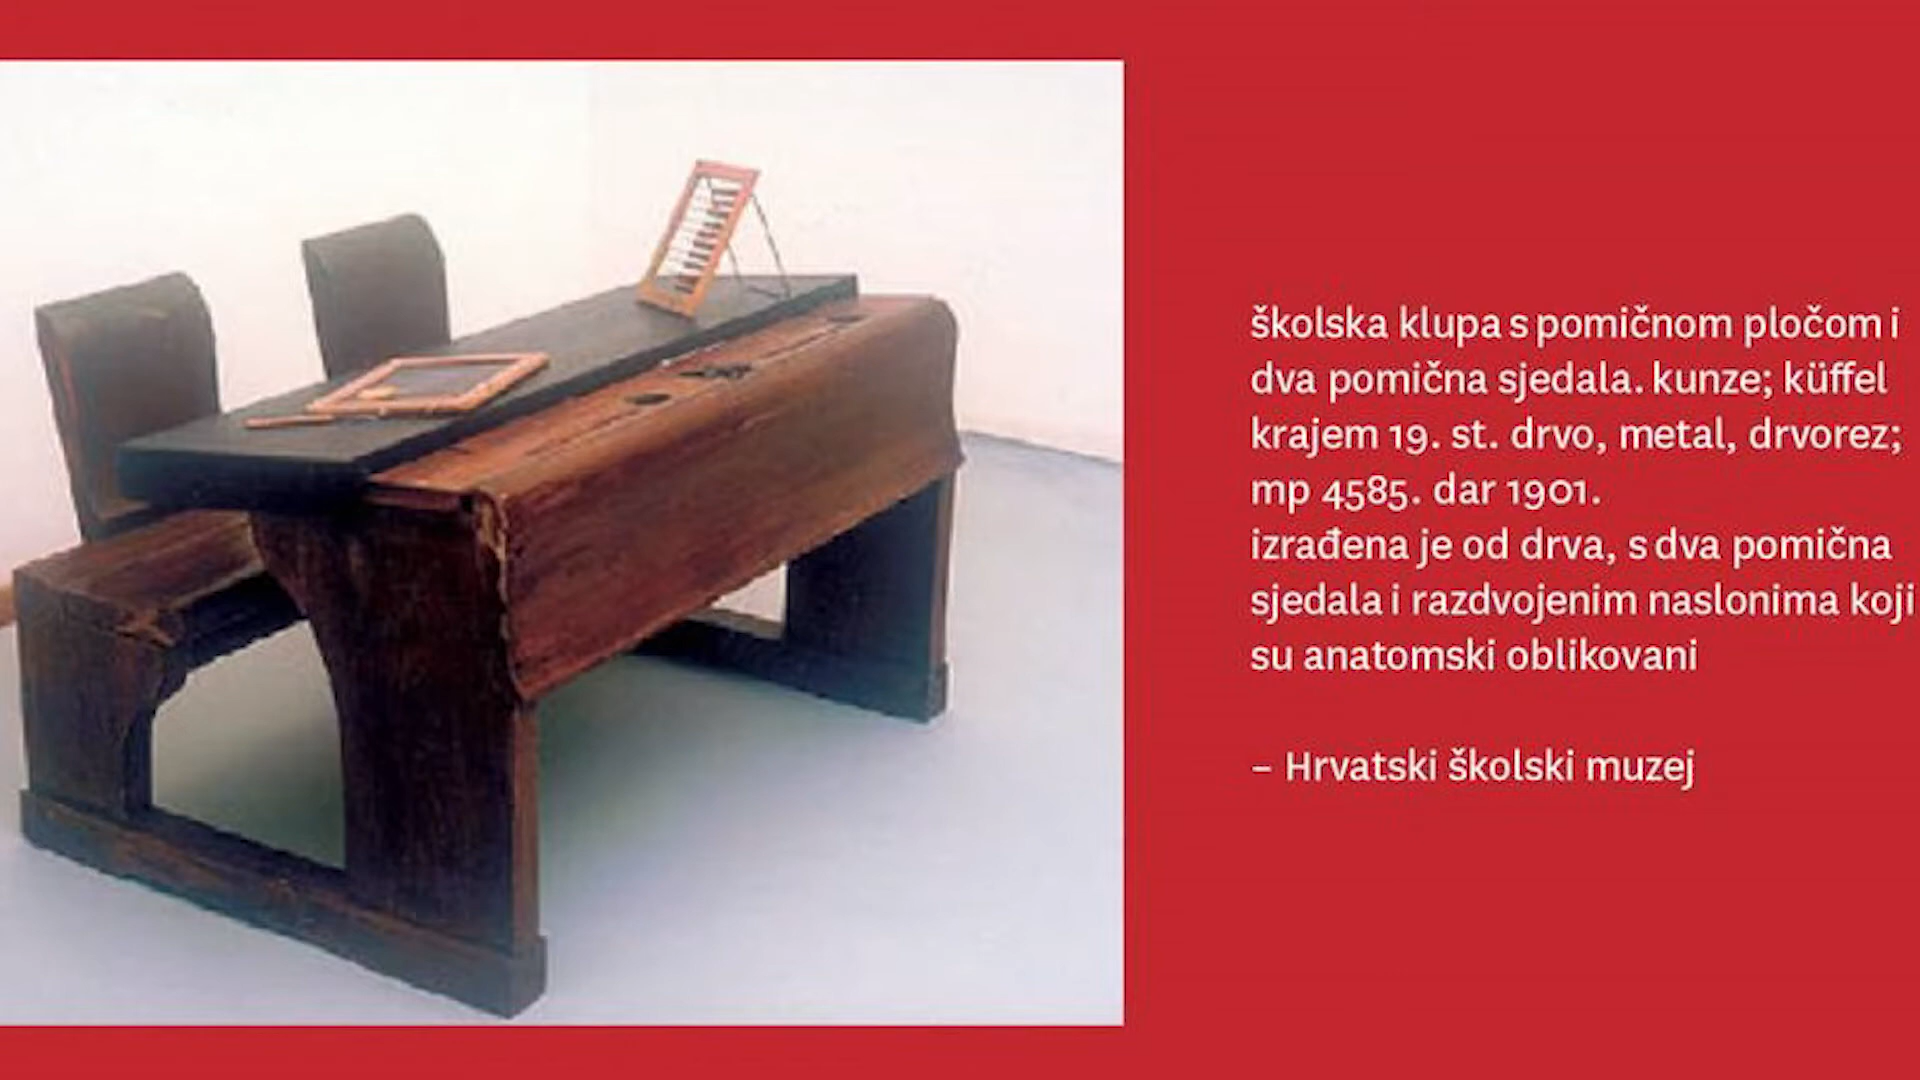 školska klupa s pomičnom pločom i
dva pomična sjedala. kunze; küffel
krajem 19. st. drvo, metal, drvorez;
mp 4585. dar 1901.
izrađena je od drva, s dva pomična
sjedala i razdvojenim naslonima koji
su anatomski oblikovani
– Hrvatski školski muzej